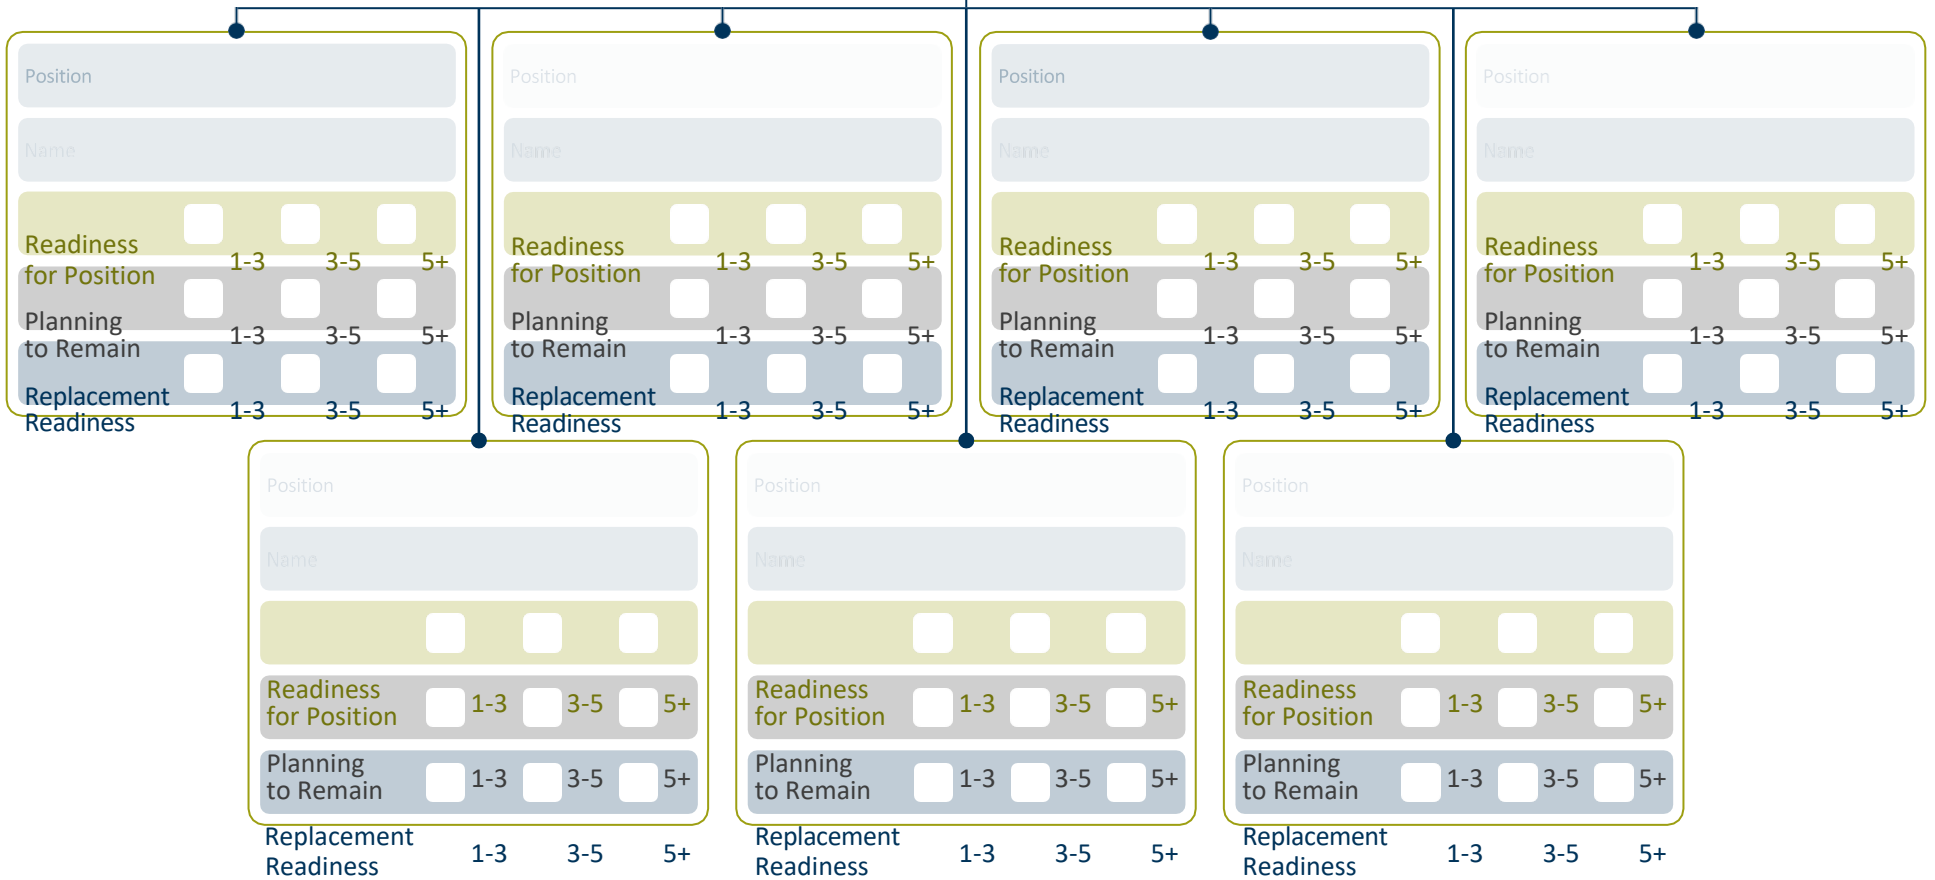 Position
Name
Readiness
for Position 1-3 3-5 5+
Planning
to Remain 1-3 3-5 5+
Replacement
Readiness 1-3 3-5 5+
Position
Name
Readiness
for Position 1-3 3-5 5+
Planning
to Remain 1-3 3-5 5+
Replacement
Readiness 1-3 3-5 5+
Position
Name
Readiness
for Position 1-3 3-5 5+
Planning
to Remain 1-3 3-5 5+
Replacement
Readiness 1-3 3-5 5+
Position
Name
Readiness
for Position 1-3 3-5 5+
Planning
to Remain 1-3 3-5 5+
Replacement
Readiness 1-3 3-5 5+
Position
Name
Readiness
for Position 1-3 3-5 5+
Planning
to Remain 1-3 3-5 5+
Replacement
Readiness 1-3 3-5 5+
Position
Name
Readiness
for Position 1-3 3-5 5+
Planning
to Remain 1-3 3-5 5+
Replacement
Readiness 1-3 3-5 5+
Position
Name
Readiness
for Position 1-3 3-5 5+
Planning
to Remain 1-3 3-5 5+
Replacement
Readiness 1-3 3-5 5+